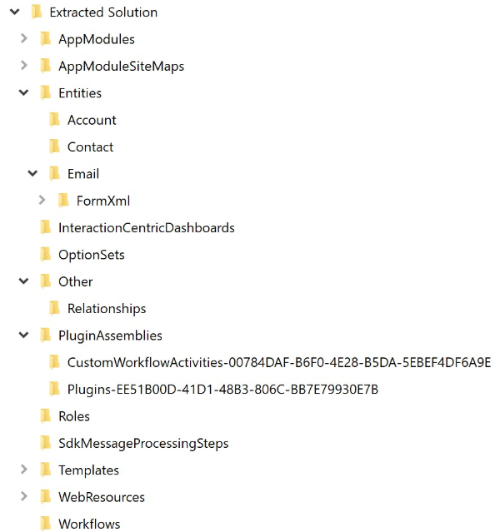 Extracted Solution
AppModules
AppModuleSiteMaps
Entities
Account
Contact
Email
FormXml
InteractionCentricDashboards
OptionSets
Other
Relationships
PluginAssemblies
CustomWorkflowActivities-00784DAF-B6F0-4E28-B5DA-5EBEF4DF6A9E
Plugins-EE51B00D-41D1-48B3-806C-BB7E79930E7B
Roles
SdkMessageProcessingSteps
Templates
WebResources
Workflows